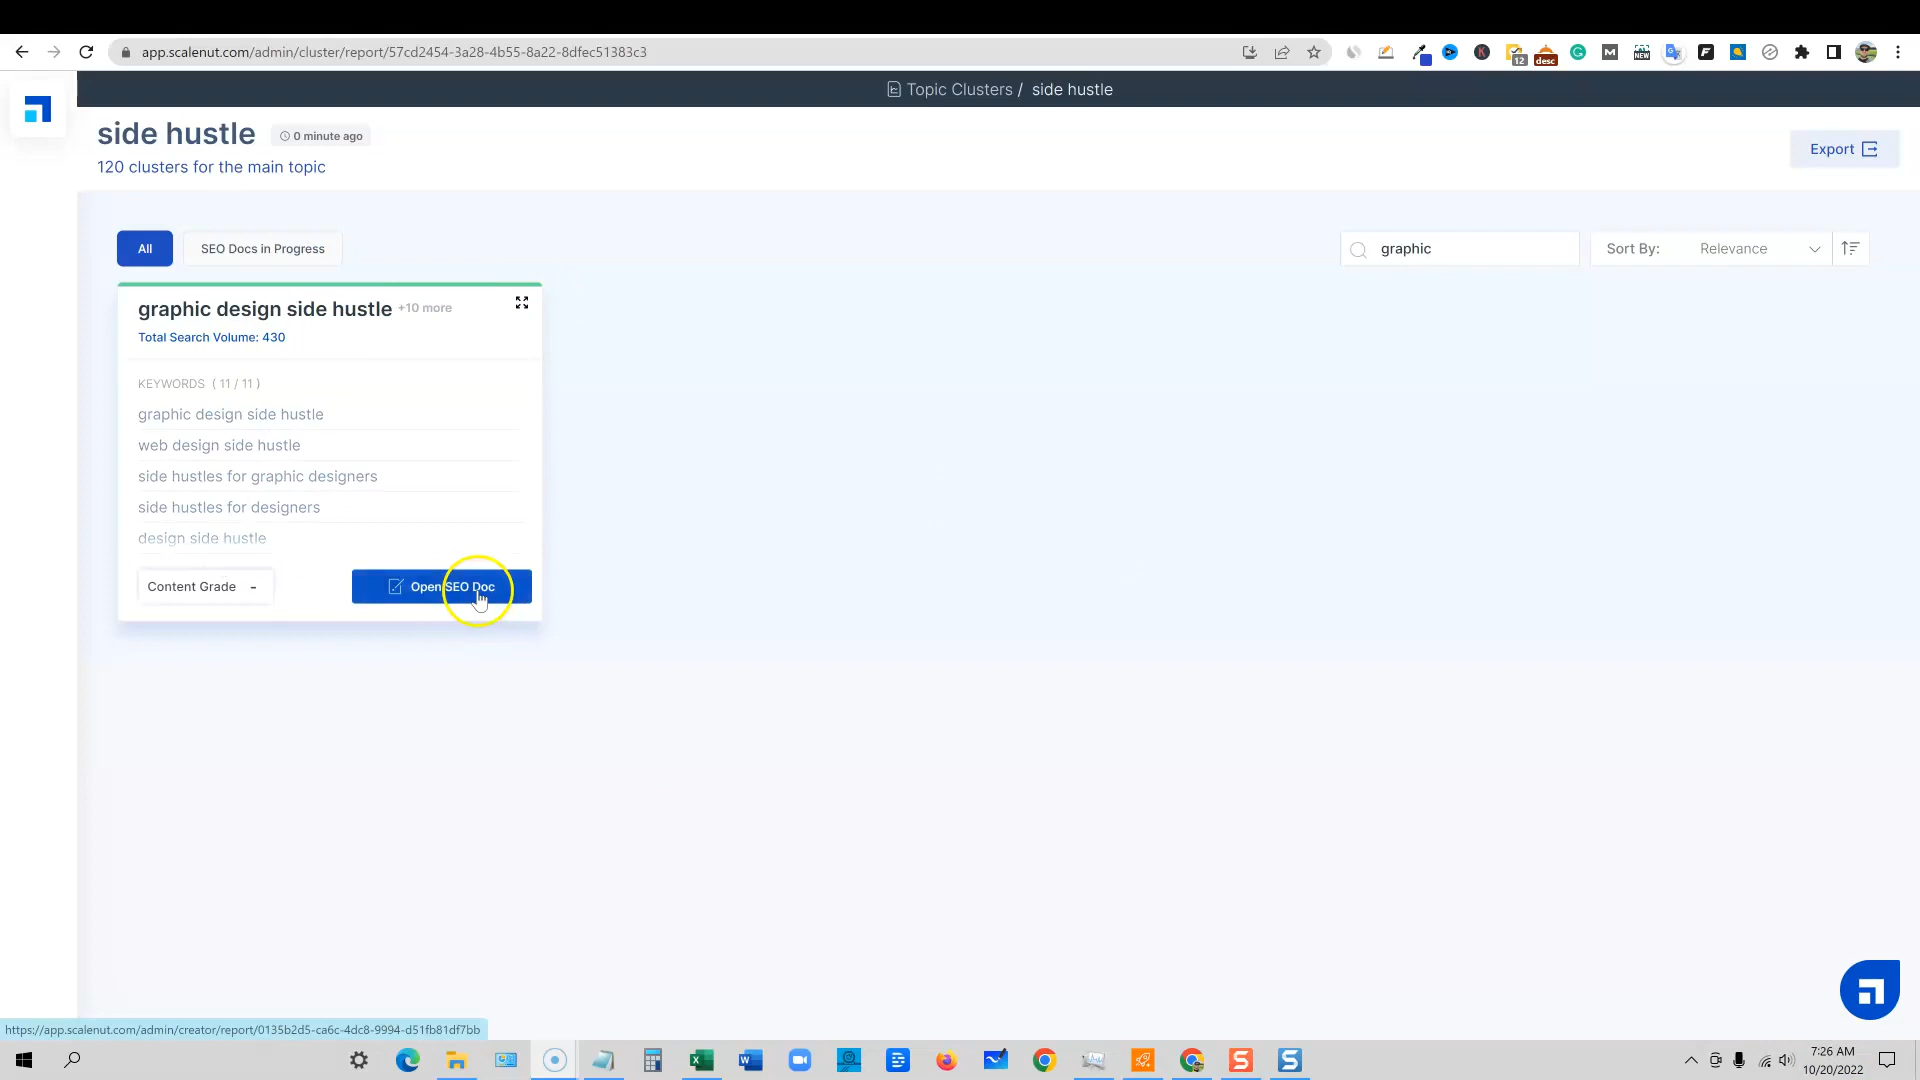 app.scalenut.com/admin/cluster/report/57cd2454-3a28-4b55-8a22-8dfec51383c3
12
desc
NEW
Topic Clusters / side hustle
side hustle
0 minute ago
120 clusters for the main topic
Export
All
SEO Docs in Progress
graphic
Sort By:
Relevance
graphic design side hustle +10 more
Total Search Volume: 430
KEYWORDS ( 11 / 11 )
graphic design side hustle
web design side hustle
side hustles for graphic designers
side hustles for designers
design side hustle
Content Grade -
Open SEO Doc
https://app.scalenut.com/admin/creator/report/0135b2d5-ca6c-4dc8-9994-d51fb81df7bb
7:26 AM
10/20/2022